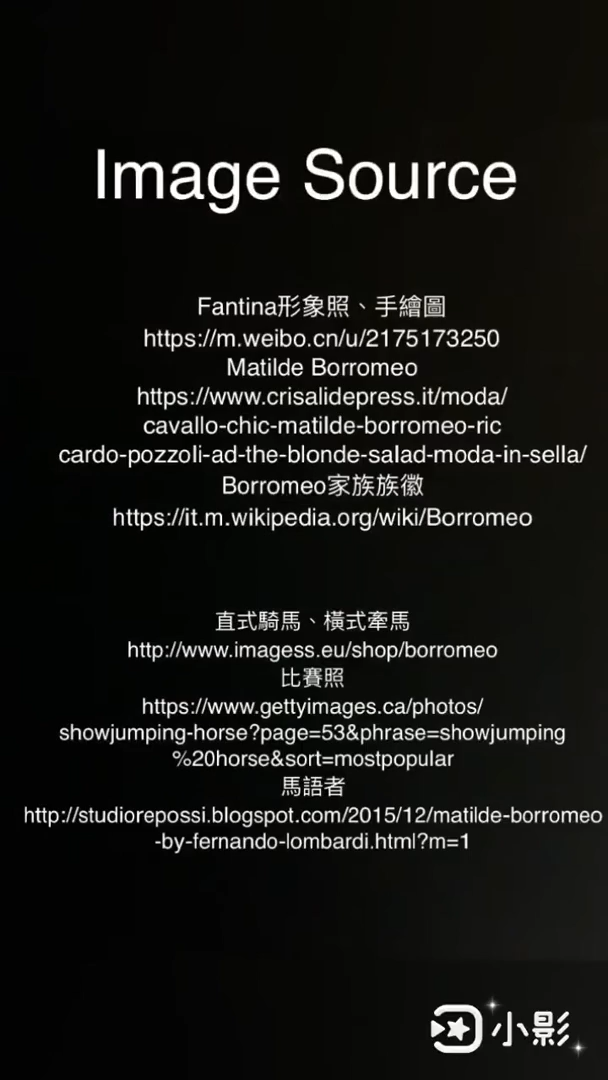 Image Source
Fantina形象照、手繪圖
https://m.weibo.cn/u/2175173250
Matilde Borromeo
https://www.crisalidepress.it/moda/
cavallo-chic-matilde-borromeo-ric
cardo-pozzoli-ad-the-blonde-salad-moda-in-sella/
Borromeo家族族徽
https://it.m.wikipedia.org/wiki/Borromeo
直式騎馬、橫式牽馬
http://www.imagess.eu/shop/borromeo
比賽照
https://www.gettyimages.ca/photos/
showjumping-horse?page=53&phrase=showjumping
%20horse&sort=mostpopular
馬語者
http://studiorepossi.blogspot.com/2015/12/matilde-borromeo
-by-fernando-lombardi.html?m=1
小影